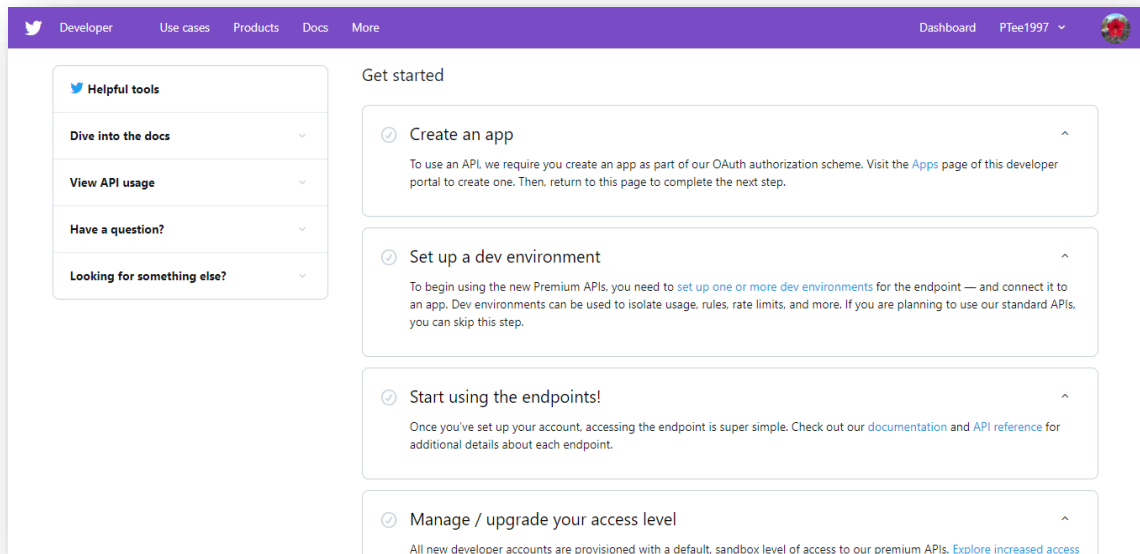 Developer Use cases Products Docs More Dashboard PTee1997
Helpful tools
Dive into the docs
View API usage
Have a question?
Looking for something else?
Get started
Create an app
To use an API, we require you create an app as part of our OAuth authorization scheme. Visit the Apps page of this developer
portal to create one. Then, return to this page to complete the next step.
Set up a dev environment
To begin using the new Premium APIs, you need to set up one or more dev environments for the endpoint — and connect it to
an app. Dev environments can be used to isolate usage, rules, rate limits, and more. If you are planning to use our standard APIs,
you can skip this step.
Start using the endpoints!
Once you've set up your account, accessing the endpoint is super simple. Check out our documentation and API reference for
additional details about each endpoint.
Manage / upgrade your access level
All new developer accounts are provisioned with a default, sandbox level of access to our premium APIs. Explore increased access